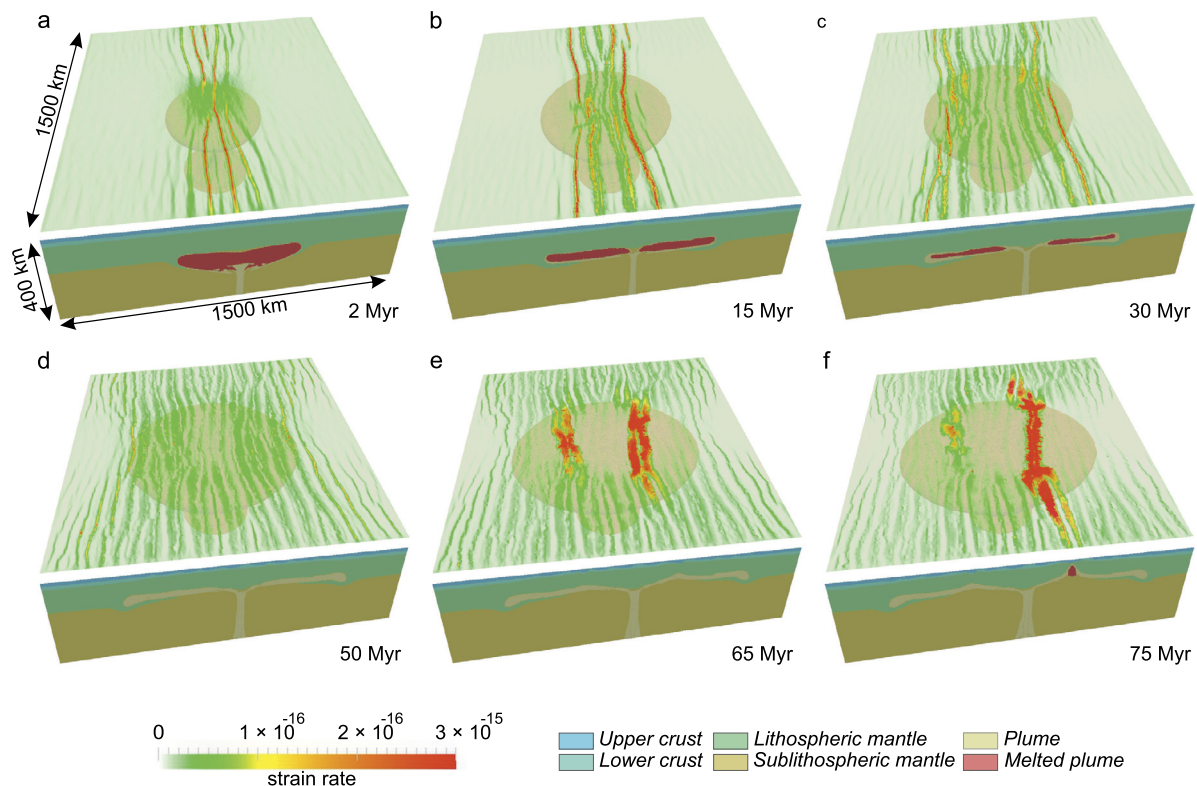 a
b
c
1500 km
400 km
1500 km
2 Myr
15 Myr
30 Myr
d
e
f
50 Myr
65 Myr
75 Myr
0 1 × 10⁻¹⁶ 2 × 10⁻¹⁶ 3 × 10⁻¹⁵
strain rate
Upper crust Lithospheric mantle Plume
Lower crust Sublithospheric mantle Melted plume